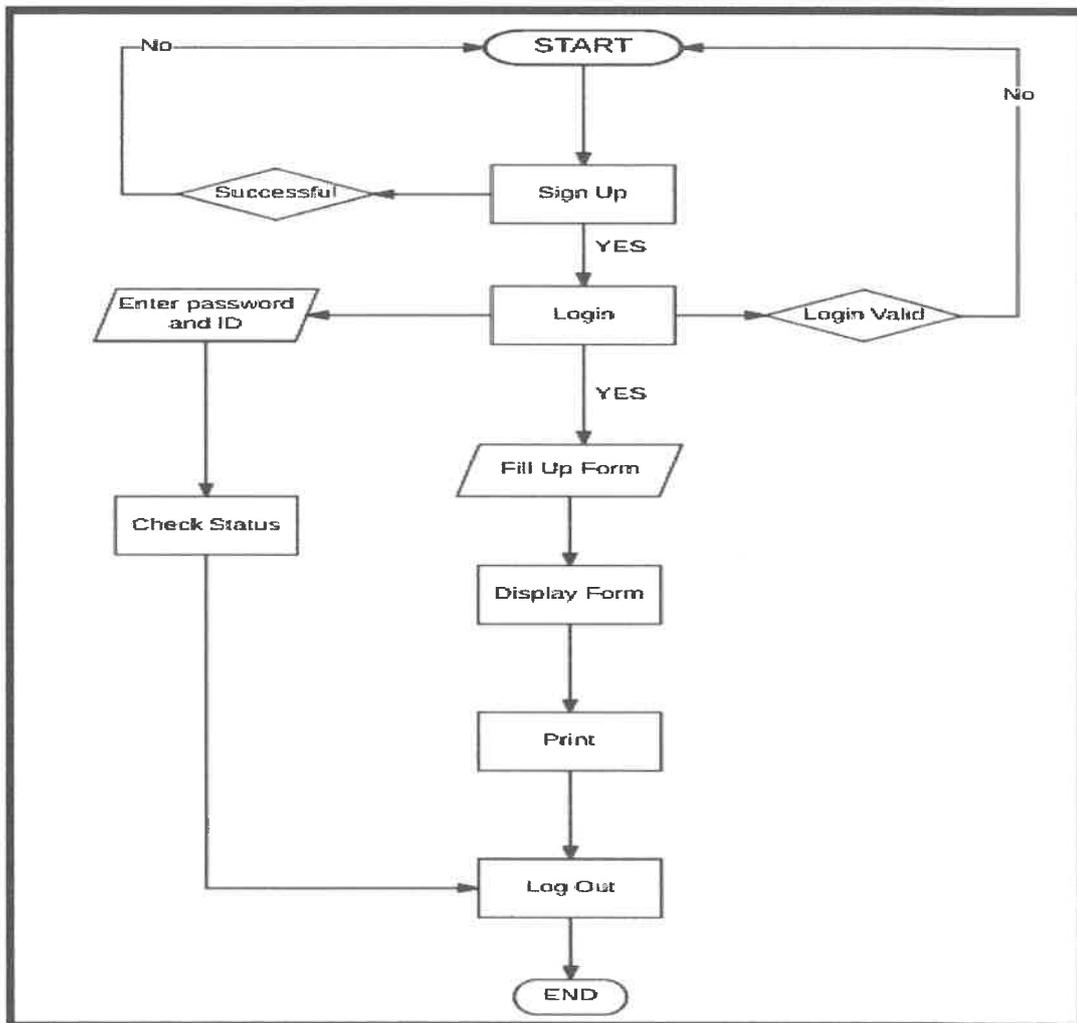 No
START
No
Successful
Sign Up
YES
Enter password
and ID
Login
Login Valid
YES
Fill Up Form
Check Status
Display Form
Print
Log Out
END